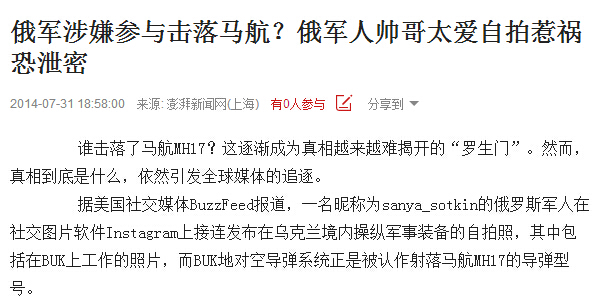 俄军涉嫌参与击落马航？俄军人帅哥太爱自拍惹祸
恐泄密
2014-07-31 18:58:00 来源: 澎湃新闻网(上海) 有0人参与 分享到
谁击落了马航MH17？这逐渐成为真相越来越难揭开的“罗生门”。然而，
真相到底是什么，依然引发全球媒体的追逐。
据美国社交媒体BuzzFeed报道，一名昵称为sanya_sotkin的俄罗斯军人在
社交图片软件Instagram上接连发布在乌克兰境内操纵军事装备的自拍照，其中包
括在BUK上工作的照片，而BUK地对空导弹系统正是被认作射落马航MH17的导弹型
号。